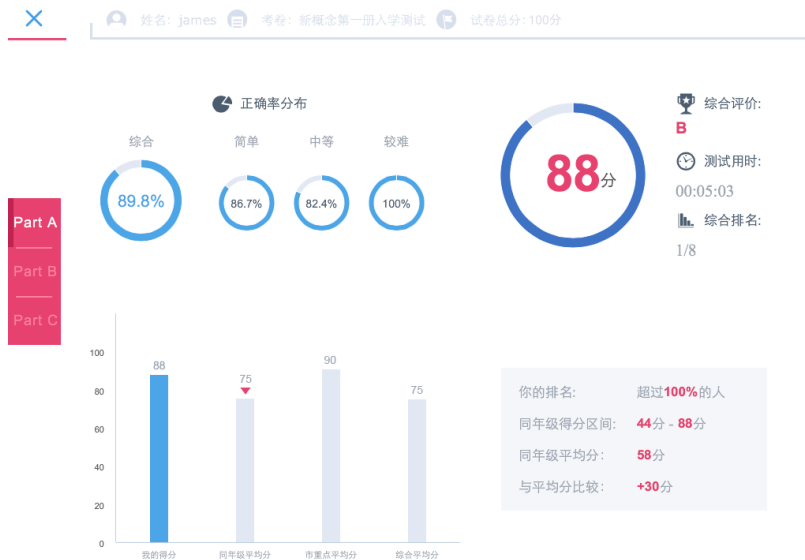 姓名: james 考卷: 新概念第一册入学测试 试卷总分: 100分
正确率分布
综合 简单 中等 较难
89.8% 86.7% 82.4% 100%
88分
综合评价:
B
测试用时:
00:05:03
综合排名:
1/8
Part A
Part B
Part C
100
80
60
40
20
0
88
75
90
75
我的得分 同年级平均分 市重点平均分 综合平均分
你的排名: 超过100%的人
同年级得分区间: 44分 - 88分
同年级平均分: 58分
与平均分比较: +30分